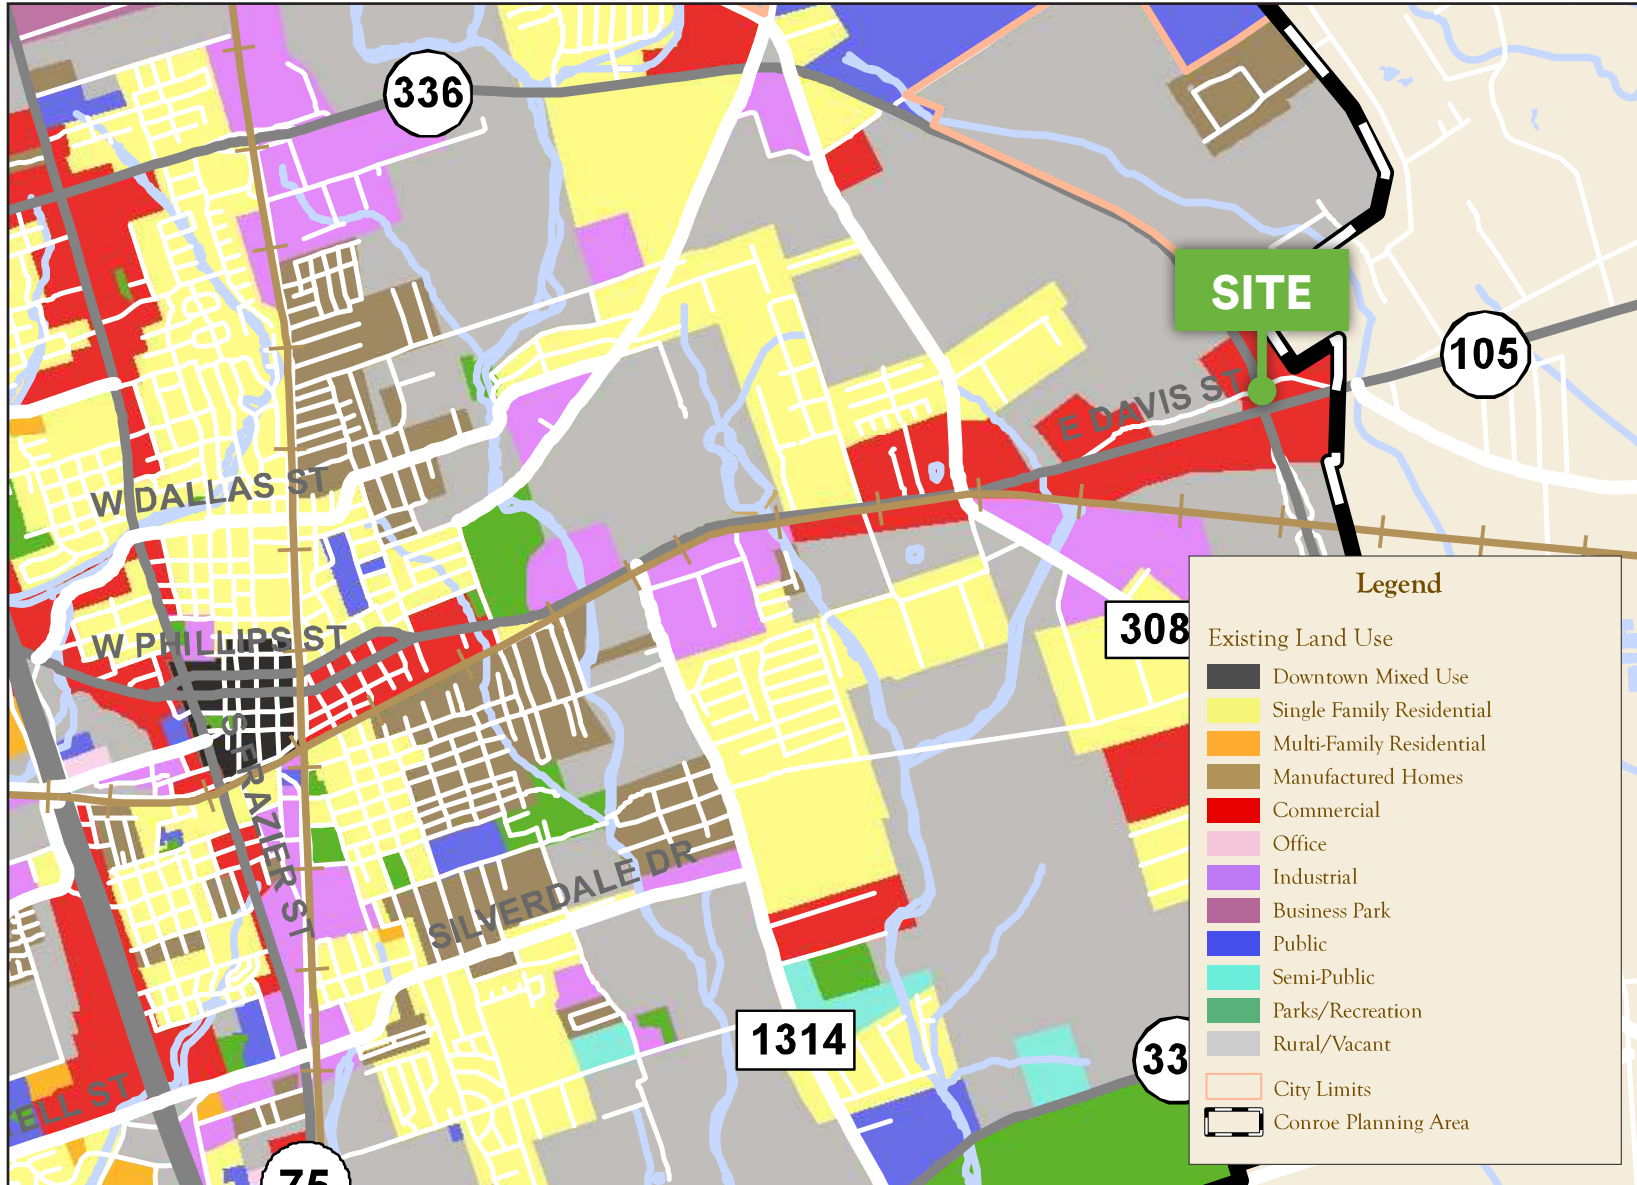 336
SITE
105
E DAVIS ST
W DALLAS ST
W PHILLIPS ST
S FRAZIER ST
SILVERDALE DR
308
1314
33
ELL ST
75
Legend
Existing Land Use
Downtown Mixed Use
Single Family Residential
Multi-Family Residential
Manufactured Homes
Commercial
Office
Industrial
Business Park
Public
Semi-Public
Parks/Recreation
Rural/Vacant
City Limits
Conroe Planning Area